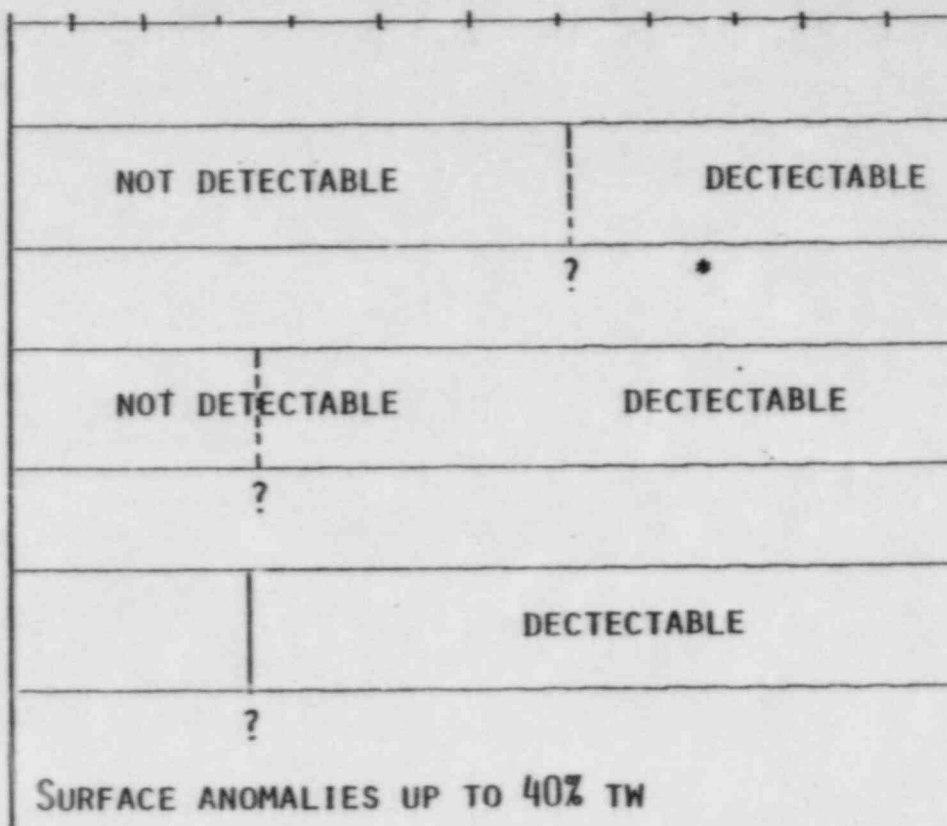 NOT DETECTABLE DECTECTABLE
? *
NOT DETECTABLE DECTECTABLE
?
DECTECTABLE
?
SURFACE ANOMALIES UP TO 40% TW